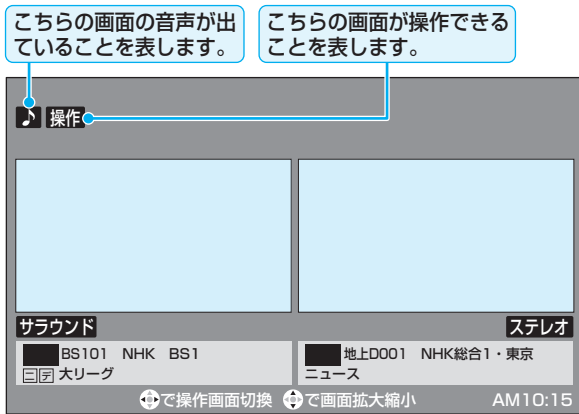 こちらの画面の音声が出
ていることを表します。
こちらの画面が操作できる
ことを表します。
♪ 操作
サラウンド
ステレオ
BS101 NHK BS1
二デ 大リーグ
地上D001 NHK総合1・東京
ニュース
で操作画面切換 で画面拡大縮小 AM10:15